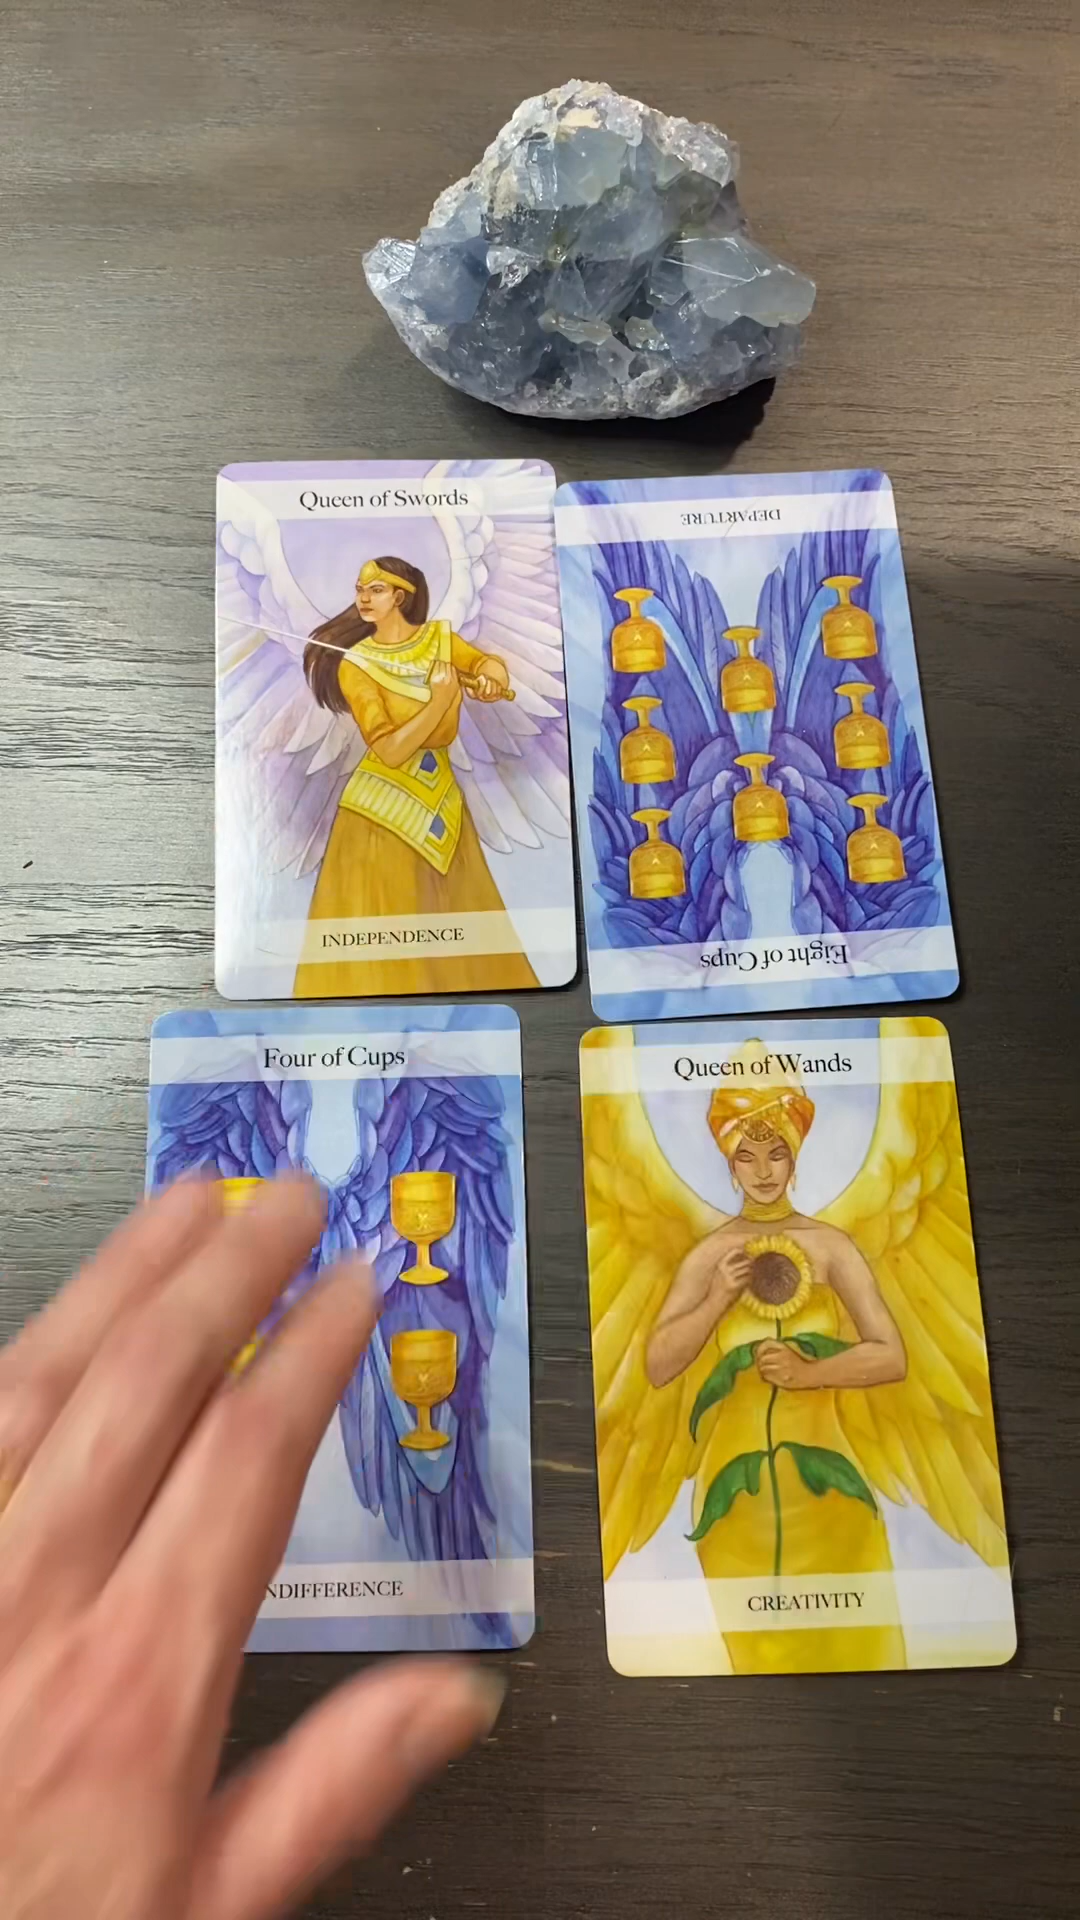 Queen of Swords
INDEPENDENCE
DEPARTURE
Eight of Cups
Four of Cups
NDIFFERENCE
Queen of Wands
CREATIVITY